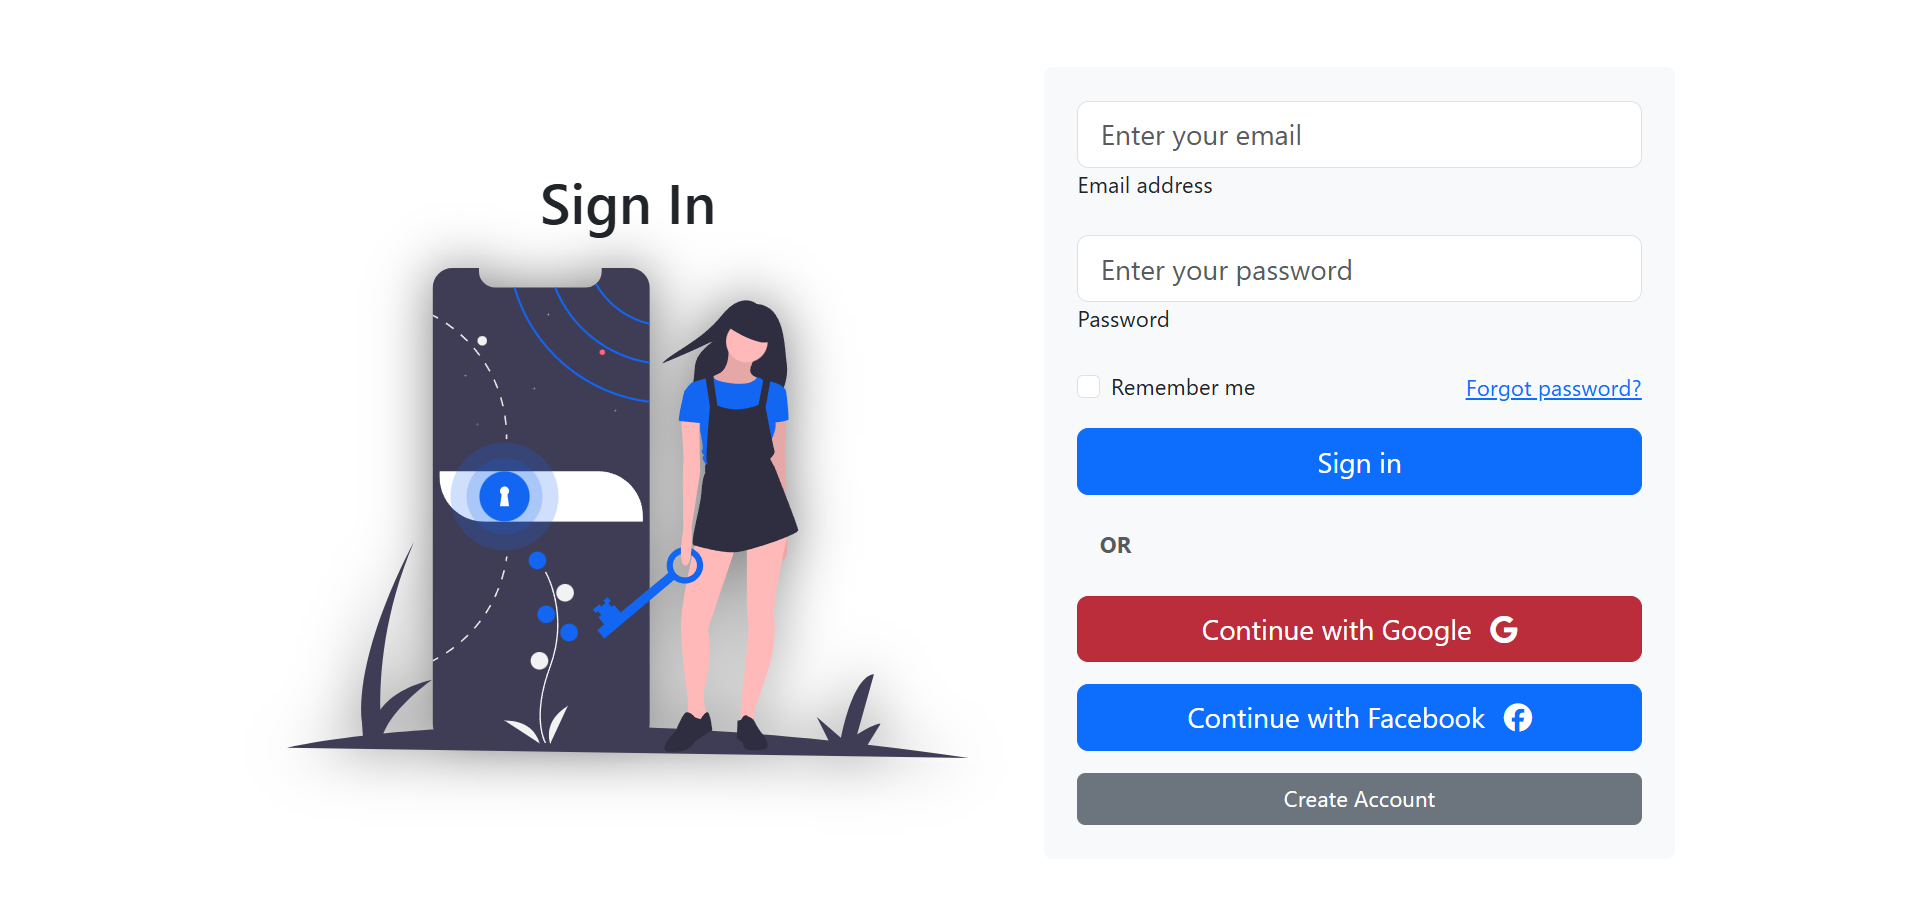 Sign In
Enter your email
Email address
Enter your password
Password
Remember me
Forgot password?
Sign in
OR
Continue with Google
Continue with Facebook
Create Account